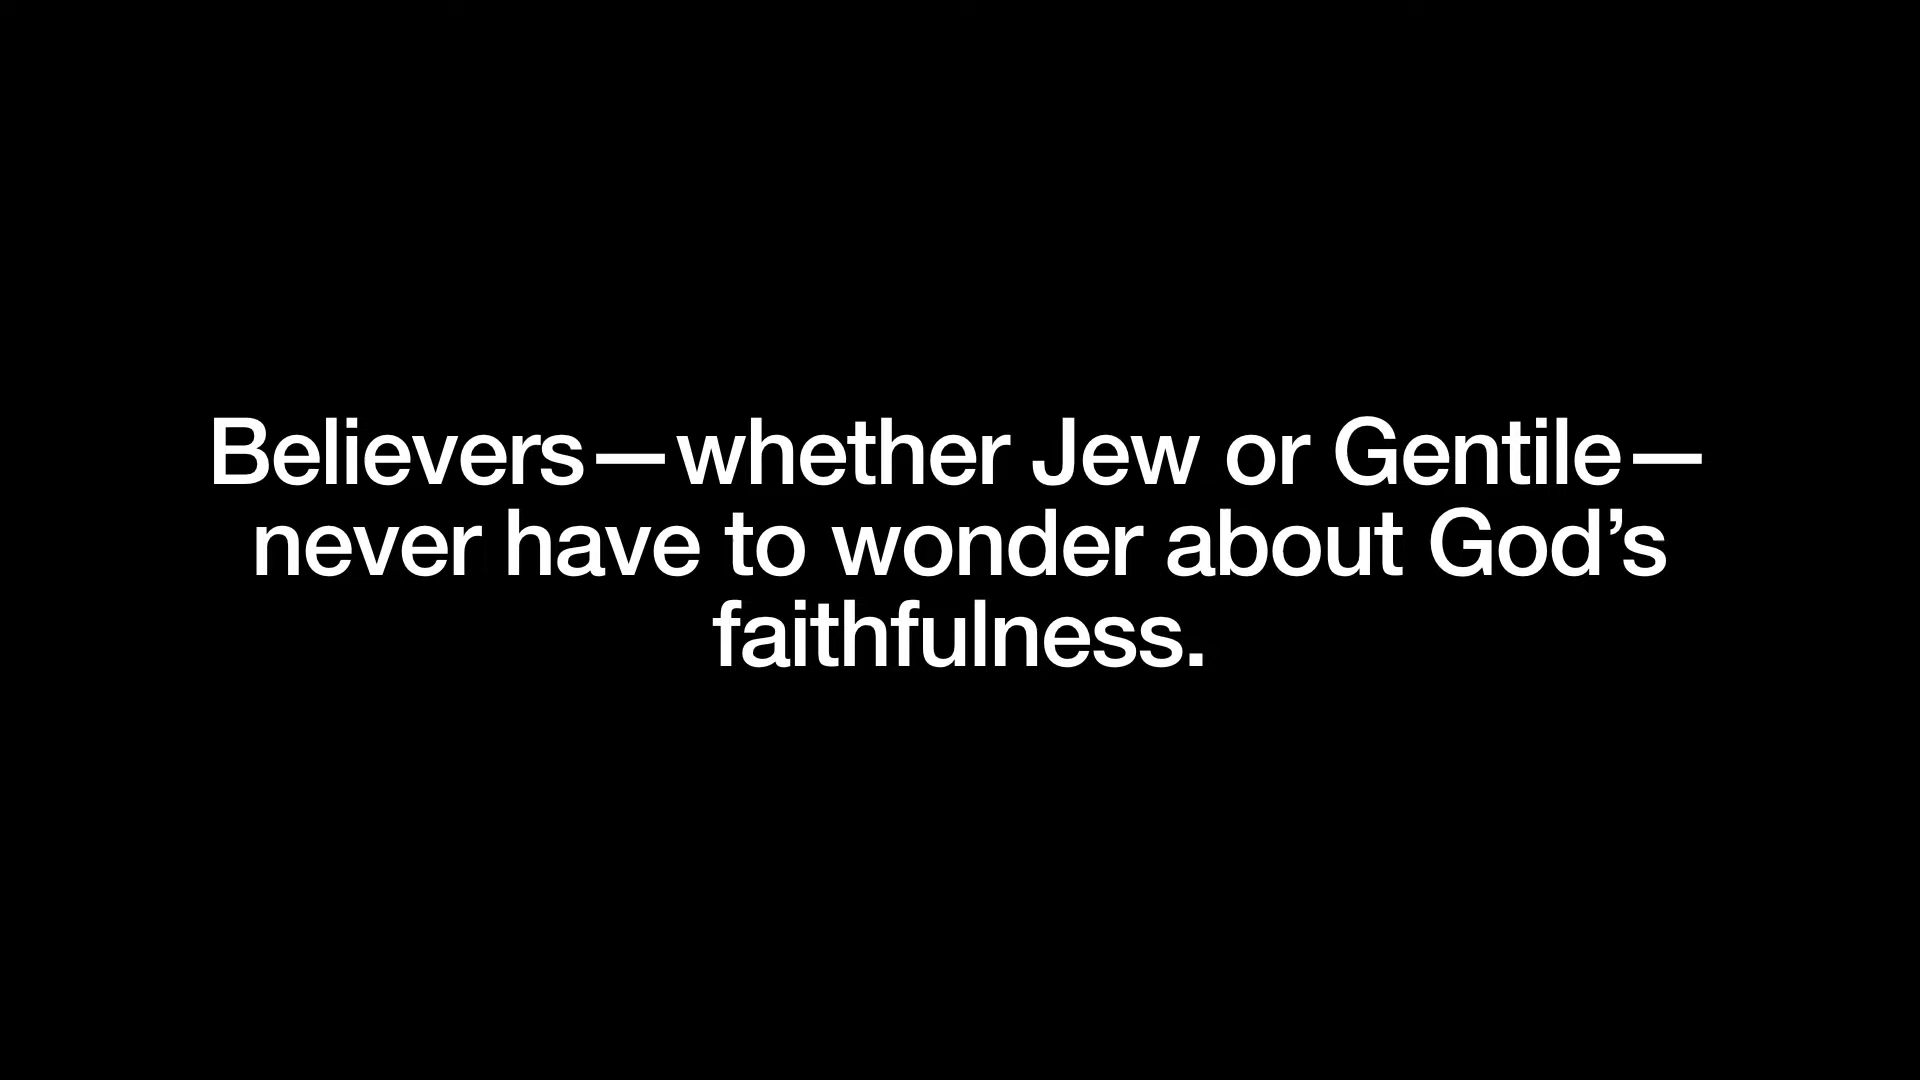 Believers—whether Jew or Gentile—
never have to wonder about God’s
faithfulness.